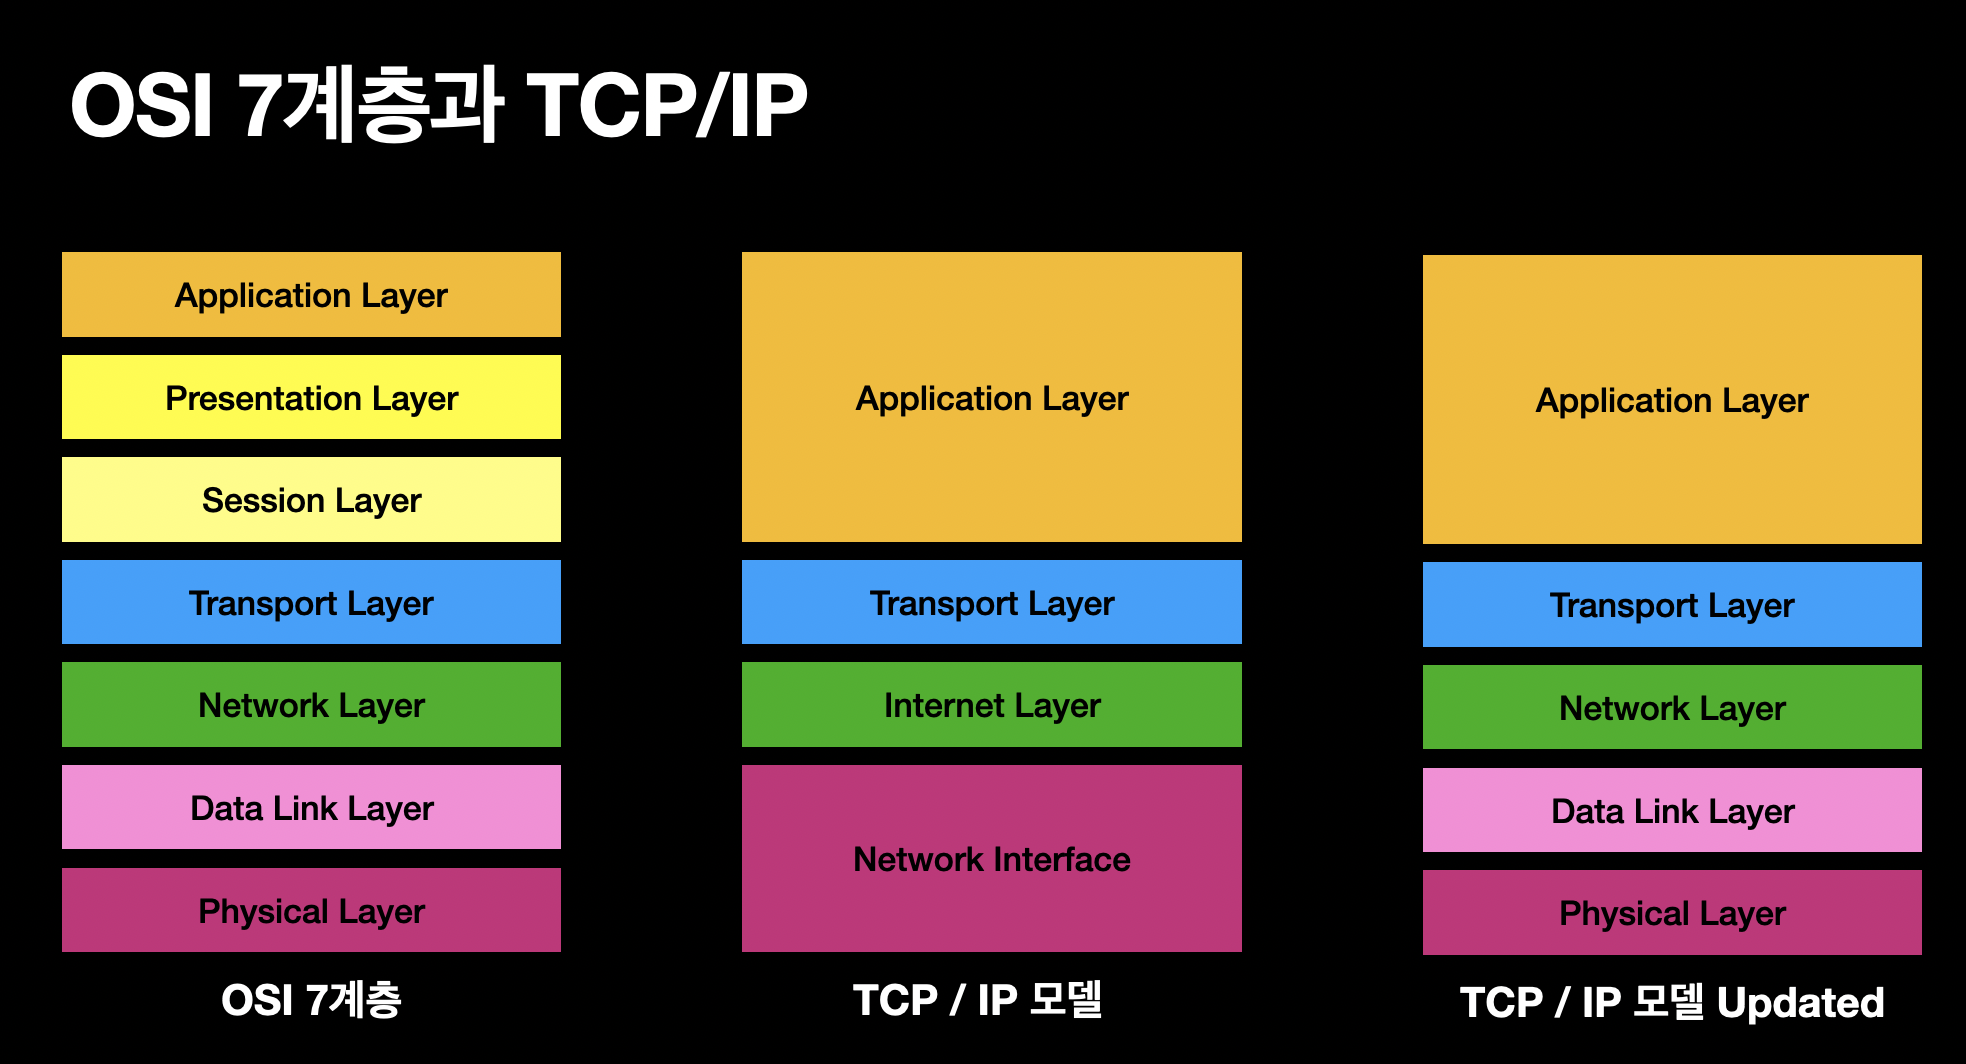 OSI 7계층과 TCP/IP
Application Layer
Presentation Layer
Session Layer
Transport Layer
Network Layer
Data Link Layer
Physical Layer
OSI 7계층
Application Layer
Transport Layer
Internet Layer
Network Interface
TCP / IP 모델
Application Layer
Transport Layer
Network Layer
Data Link Layer
Physical Layer
TCP / IP 모델 Updated